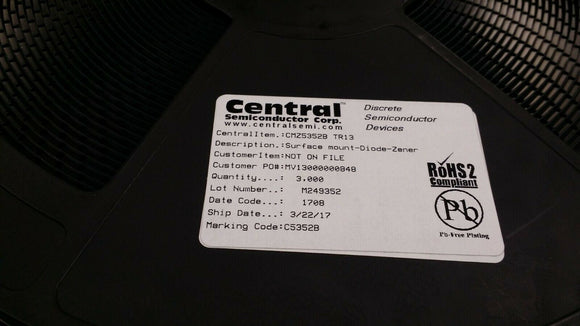 Central™
Semiconductor Corp.
www.centralsemi.com
Discrete
Semiconductor
Devices
CentralItem.:CMZ5352B TR13
Description.:Surface mount-Diode-Zener
CustomerItem:NOT ON FILE
Customer PO#:MV1300000084B
Quantity....: 3,000
Lot Number..: M249352
Date Code...: 1708
Ship Date...: 3/22/17
Marking Code:C5352B
RoHS2
Compliant
Pb
Pb-Free Plating